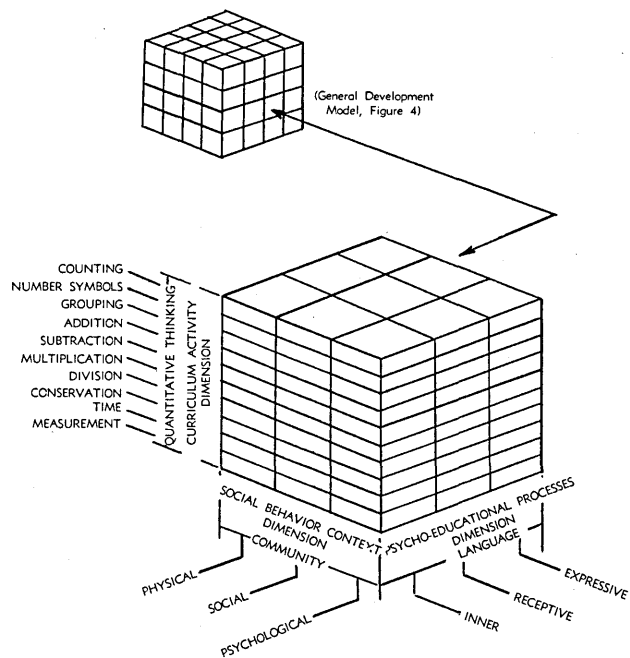 (General Development
Model, Figure 4)
COUNTING
NUMBER SYMBOLS
GROUPING
ADDITION
SUBTRACTION
MULTIPLICATION
DIVISION
CONSERVATION
TIME
MEASUREMENT
QUANTITATIVE THINKING
CURRICULUM ACTIVITY
DIMENSION
SOCIAL BEHAVIOR CONTEXT
DIMENSION
COMMUNITY
PSYCHO-EDUCATIONAL PROCESSES
DIMENSION
LANGUAGE
PHYSICAL
SOCIAL
PSYCHOLOGICAL
INNER
RECEPTIVE
EXPRESSIVE